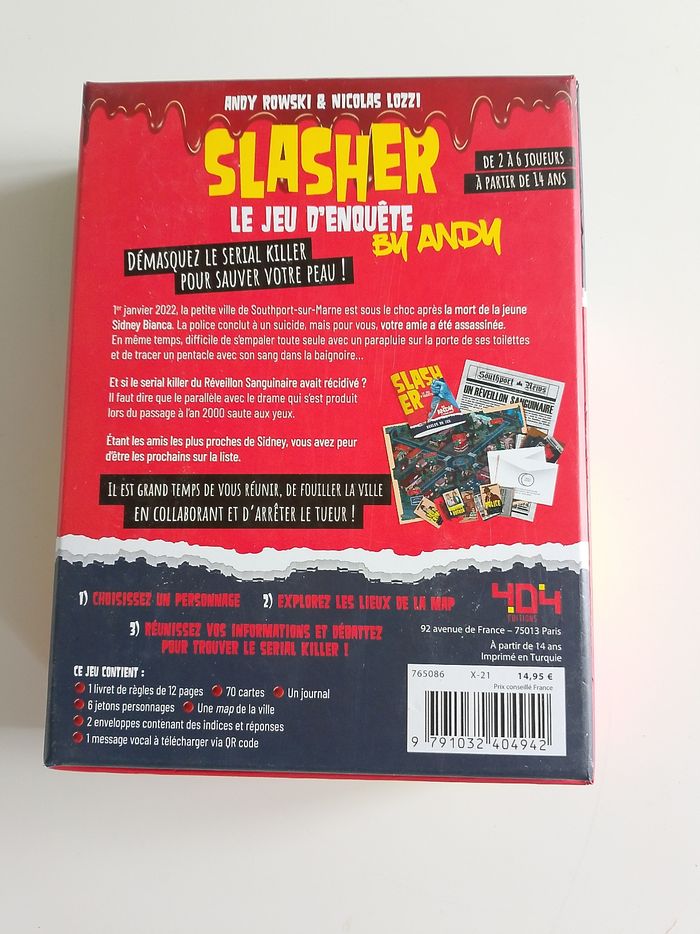 ANDY ROWSKI & NICOLAS LOZZI
SLASHER
DE 2 À 6 JOUEURS
À PARTIR DE 14 ANS
LE JEU D'ENQUÊTE
BY ANDY
DÉMASQUEZ LE SERIAL KILLER
POUR SAUVER VOTRE PEAU !
1er janvier 2022, la petite ville de Southport-sur-Marne est sous le choc après la mort de la jeune
Sidney Bianca. La police conclut à un suicide, mais pour vous, votre amie a été assassinée.
En même temps, difficile de s'empaler toute seule avec un parapluie sur la porte de ses toilettes
et de tracer un pentacle avec son sang dans la baignoire...
Et si le serial killer du Réveillon Sanguinaire avait récidivé ?
Il faut dire que le parallèle avec le drame qui s'est produit
lors du passage à l'an 2000 saute aux yeux.
Étant les amis les plus proches de Sidney, vous avez peur
d'être les prochains sur la liste.
SLASH
ER
ANDY
Southport News
UN RÉVEILLON SANGUINAIRE
POLICE
IL EST GRAND TEMPS DE VOUS RÉUNIR, DE FOUILLER LA VILLE
EN COLLABORANT ET D'ARRÊTER LE TUEUR !
1) CHOISISSEZ UN PERSONNAGE 2) EXPLOREZ LES LIEUX DE LA MAP
3) RÉUNISSEZ VOS INFORMATIONS ET DÉBATTEZ
POUR TROUVER LE SERIAL KILLER !
404
ÉDITIONS
92 avenue de France – 75013 Paris
À partir de 14 ans
Imprimé en Turquie
CE JEU CONTIENT :
1 livret de règles de 12 pages 70 cartes Un journal
6 jetons personnages Une map de la ville
2 enveloppes contenant des indices et réponses
1 message vocal à télécharger via QR code
765086 X-21 14,95 €
Prix conseillé France
9 791032 404942